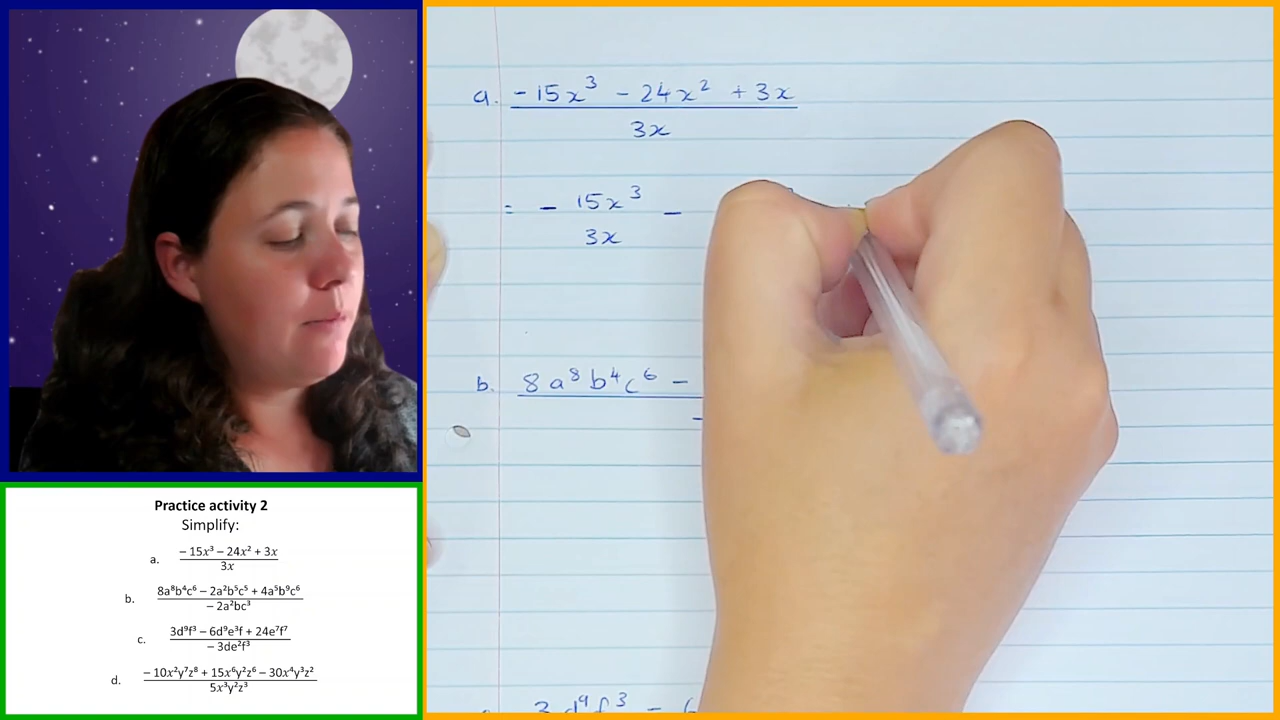 a. -15x³ - 24x² + 3x
3x
= - 15x³ -
3x
b. 8a⁸b⁴c⁶ -
-
3d⁹f³ -
Practice activity 2
Simplify:
a. – 15x³ – 24x² + 3x
3x
b. 8a⁸b⁴c⁶ – 2a²b⁵c⁵ + 4a⁵b⁹c⁶
– 2a²bc³
c. 3d⁹f³ – 6d⁹e³f + 24e⁷f⁷
– 3de²f³
d. – 10x²y⁷z⁸ + 15x⁶y²z⁶ – 30x⁴y³z²
5x³y²z³